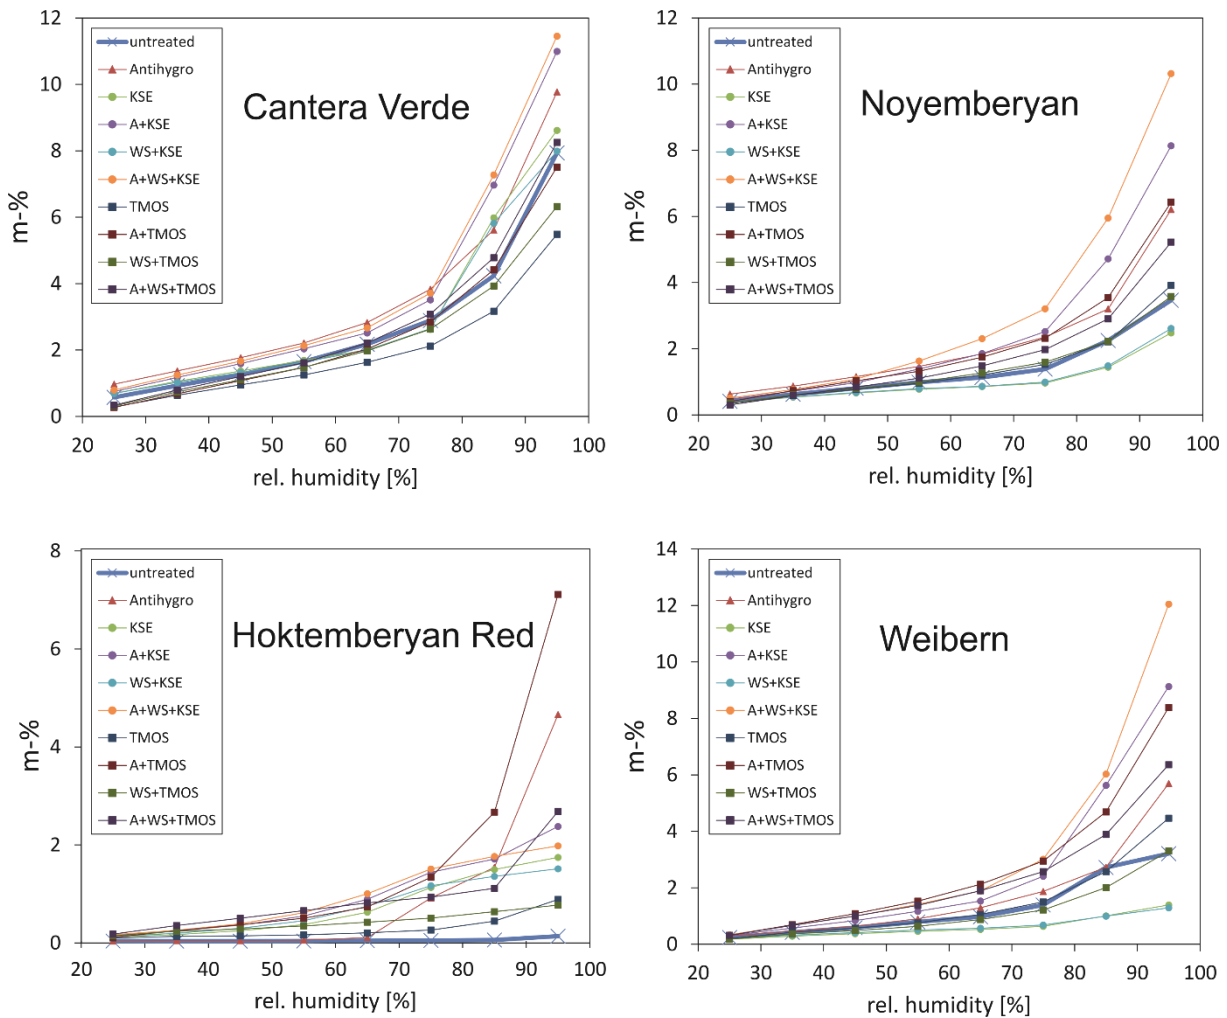 12
10
8
6
4
2
0
m-%
untreated
Antihygro
KSE
A+KSE
WS+KSE
A+WS+KSE
TMOS
A+TMOS
WS+TMOS
A+WS+TMOS
Cantera Verde
20 30 40 50 60 70 80 90 100
rel. humidity [%]
12
10
8
6
4
2
0
m-%
untreated
Antihygro
KSE
A+KSE
WS+KSE
A+WS+KSE
TMOS
A+TMOS
WS+TMOS
A+WS+TMOS
Noyemberyan
20 30 40 50 60 70 80 90 100
rel. humidity [%]
8
6
4
2
0
m-%
untreated
Antihygro
KSE
A+KSE
WS+KSE
A+WS+KSE
TMOS
A+TMOS
WS+TMOS
A+WS+TMOS
Hoktemberyan Red
20 30 40 50 60 70 80 90 100
rel. humidity [%]
14
12
10
8
6
4
2
0
m-%
untreated
Antihygro
KSE
A+KSE
WS+KSE
A+WS+KSE
TMOS
A+TMOS
WS+TMOS
A+WS+TMOS
Weibern
20 30 40 50 60 70 80 90 100
rel. humidity [%]